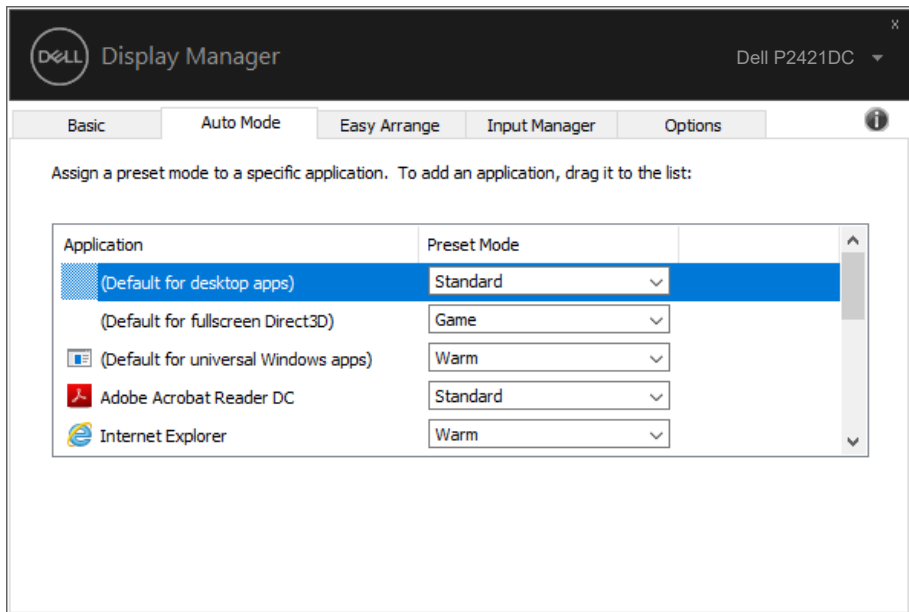 x
DELL Display Manager Dell P2421DC
Basic Auto Mode Easy Arrange Input Manager Options
Assign a preset mode to a specific application. To add an application, drag it to the list:
Application Preset Mode
(Default for desktop apps) Standard
(Default for fullscreen Direct3D) Game
(Default for universal Windows apps) Warm
Adobe Acrobat Reader DC Standard
Internet Explorer Warm